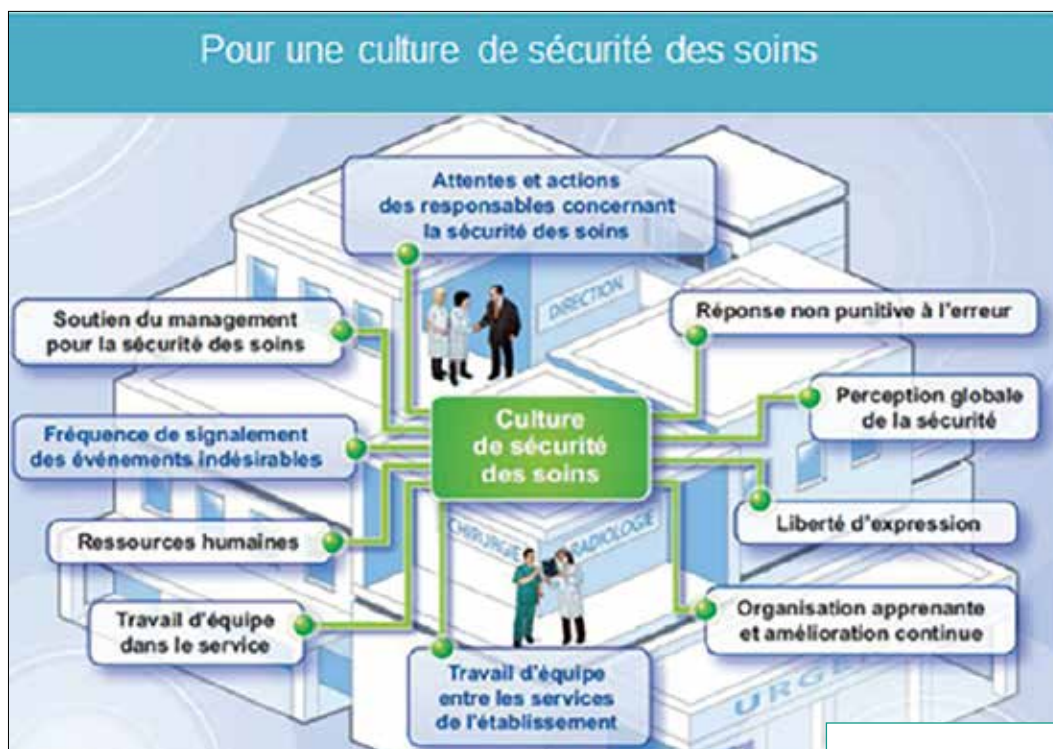 Pour une culture de sécurité des soins
Attentes et actions
des responsables concernant
la sécurité des soins
DIRECTION
Soutien du management
pour la sécurité des soins
Réponse non punitive à l'erreur
Culture
de sécurité
des soins
Perception globale
de la sécurité
Fréquence de signalement
des événements indésirables
Liberté d'expression
Ressources humaines
CHIRURGIE
RADIOLOGIE
Travail d'équipe
dans le service
Organisation apprenante
et amélioration continue
Travail d'équipe
entre les services
de l'établissement